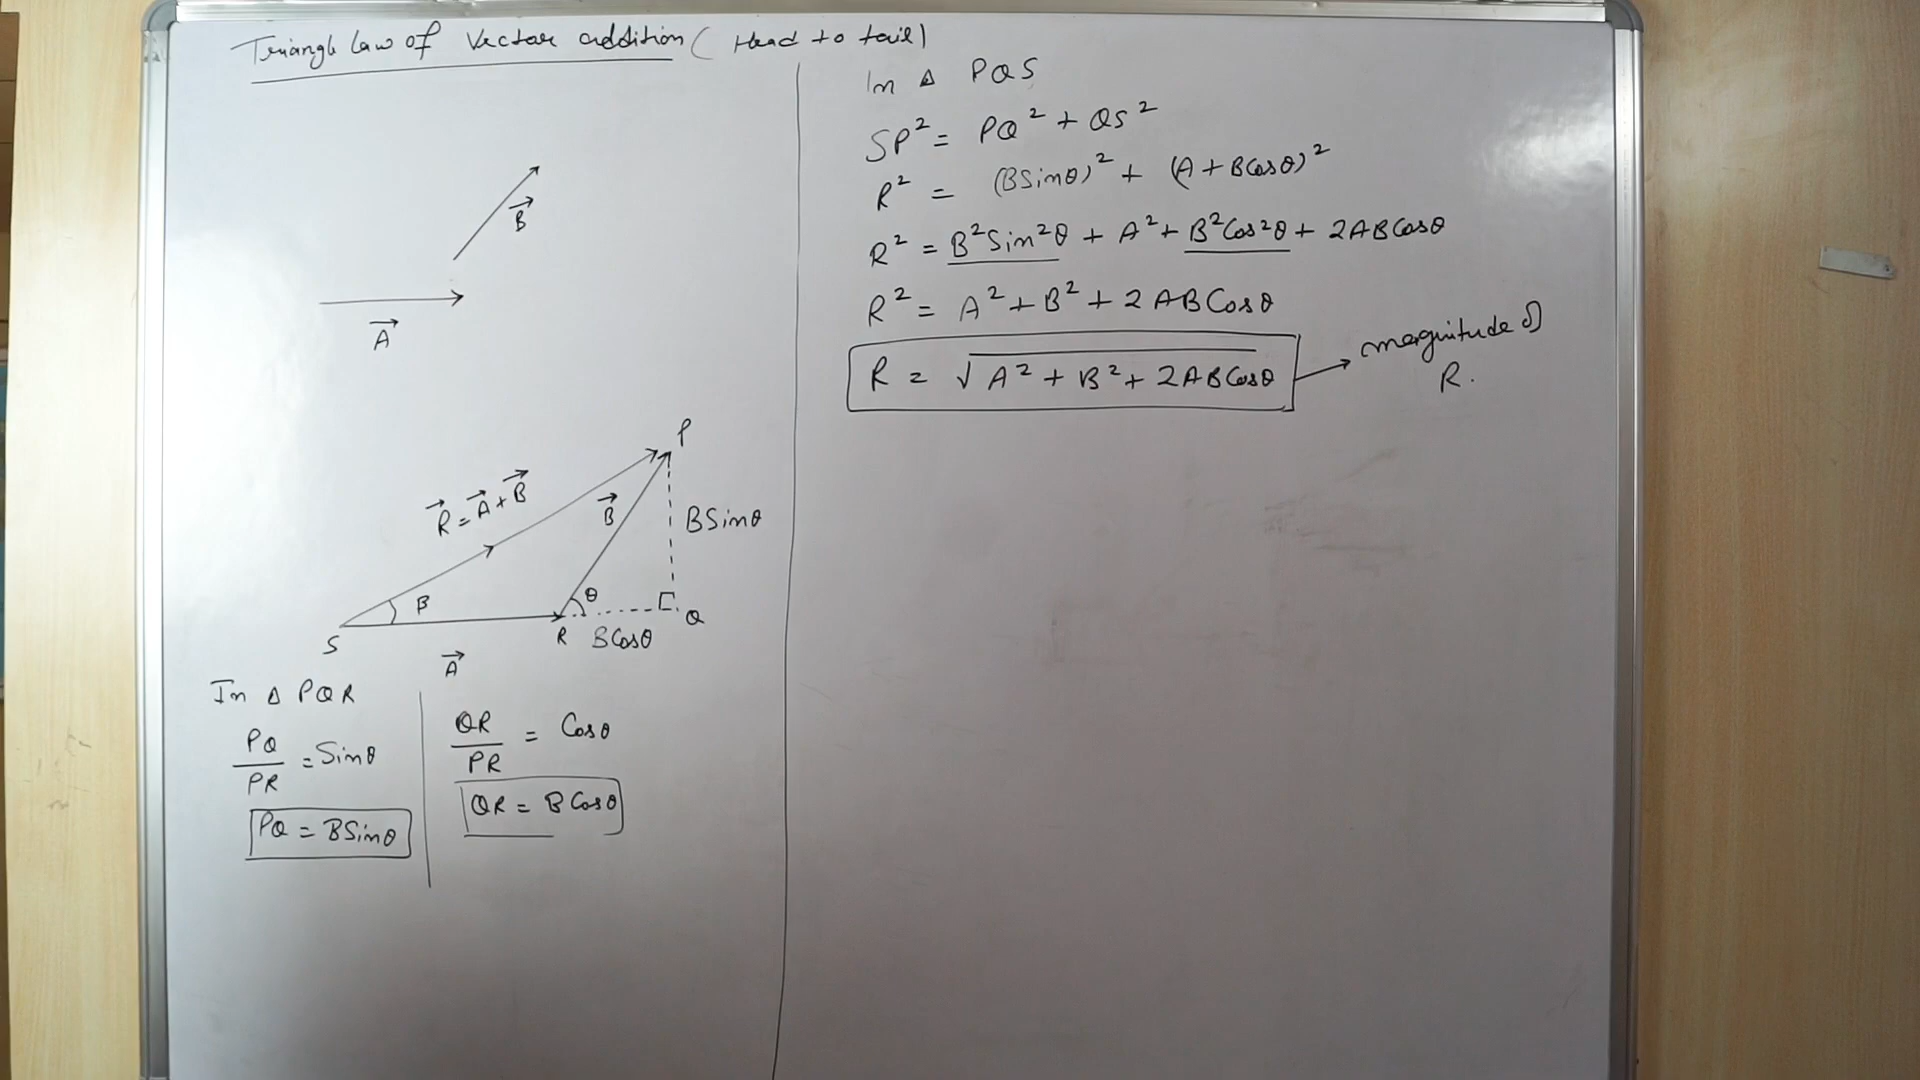 Triangle law of Vector addition (Head to tail)
B⃗
A⃗
P
R⃗ = A⃗ + B⃗
B⃗
BSinθ
β
θ
S
R
BCosθ
Q
A⃗
In Δ PQR
PQ/PR = Sinθ
PQ = BSinθ
QR/PR = Cosθ
QR = BCosθ
In Δ PQS
SP² = PQ² + QS²
R² = (BSinθ)² + (A + BCosθ)²
R² = B²Sin²θ + A² + B²Cos²θ + 2ABCosθ
R² = A² + B² + 2ABCosθ
R = √A² + B² + 2ABCosθ
magnitude of
R.